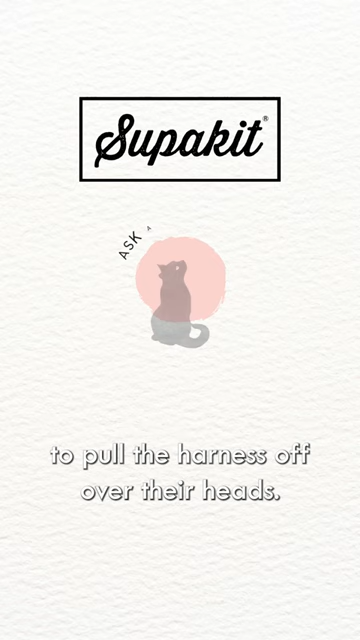 Supakit®
ASK A
to pull the harness off
over their heads.